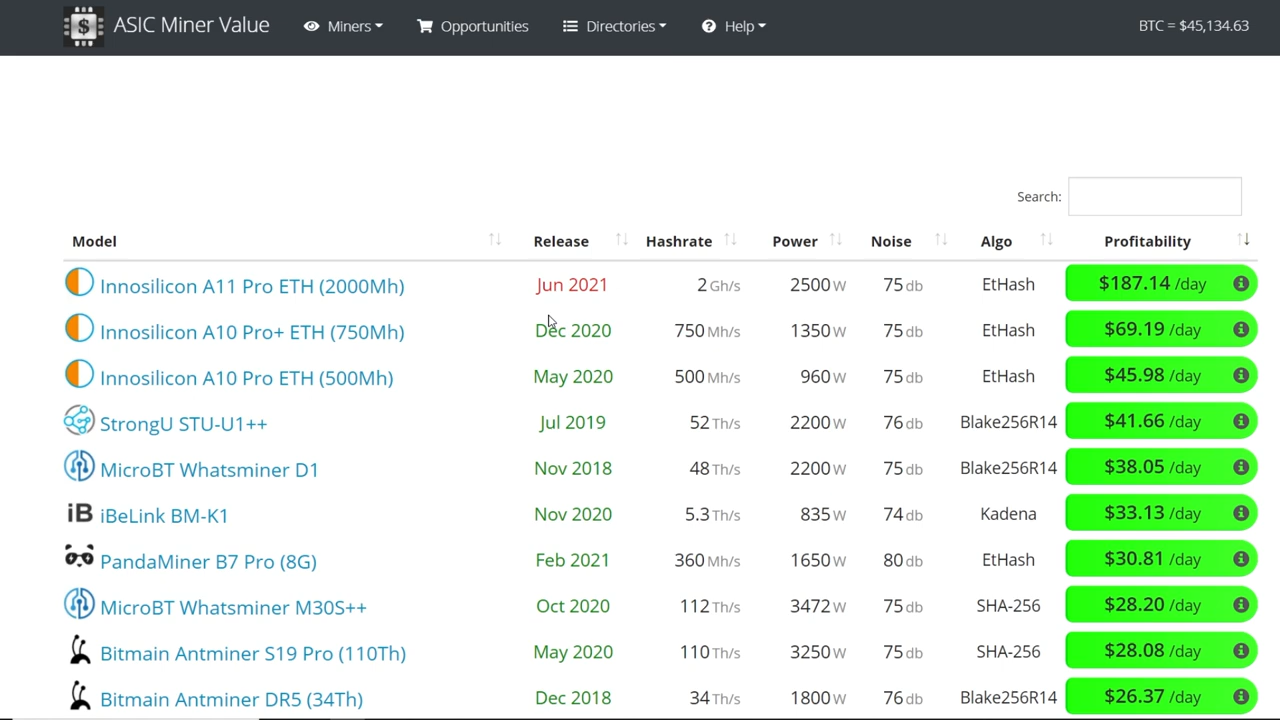 $ ASIC Miner Value Miners Opportunities Directories ? Help BTC = $45,134.63
Search:
Model Release Hashrate Power Noise Algo Profitability
Innosilicon A11 Pro ETH (2000Mh) Jun 2021 2 Gh/s 2500 W 75 db EtHash $187.14 /day i
Innosilicon A10 Pro+ ETH (750Mh) Dec 2020 750 Mh/s 1350 W 75 db EtHash $69.19 /day i
Innosilicon A10 Pro ETH (500Mh) May 2020 500 Mh/s 960 W 75 db EtHash $45.98 /day i
StrongU STU-U1++ Jul 2019 52 Th/s 2200 W 76 db Blake256R14 $41.66 /day i
MicroBT Whatsminer D1 Nov 2018 48 Th/s 2200 W 75 db Blake256R14 $38.05 /day i
iB iBeLink BM-K1 Nov 2020 5.3 Th/s 835 W 74 db Kadena $33.13 /day i
PandaMiner B7 Pro (8G) Feb 2021 360 Mh/s 1650 W 80 db EtHash $30.81 /day i
MicroBT Whatsminer M30S++ Oct 2020 112 Th/s 3472 W 75 db SHA-256 $28.20 /day i
Bitmain Antminer S19 Pro (110Th) May 2020 110 Th/s 3250 W 75 db SHA-256 $28.08 /day i
Bitmain Antminer DR5 (34Th) Dec 2018 34 Th/s 1800 W 76 db Blake256R14 $26.37 /day i